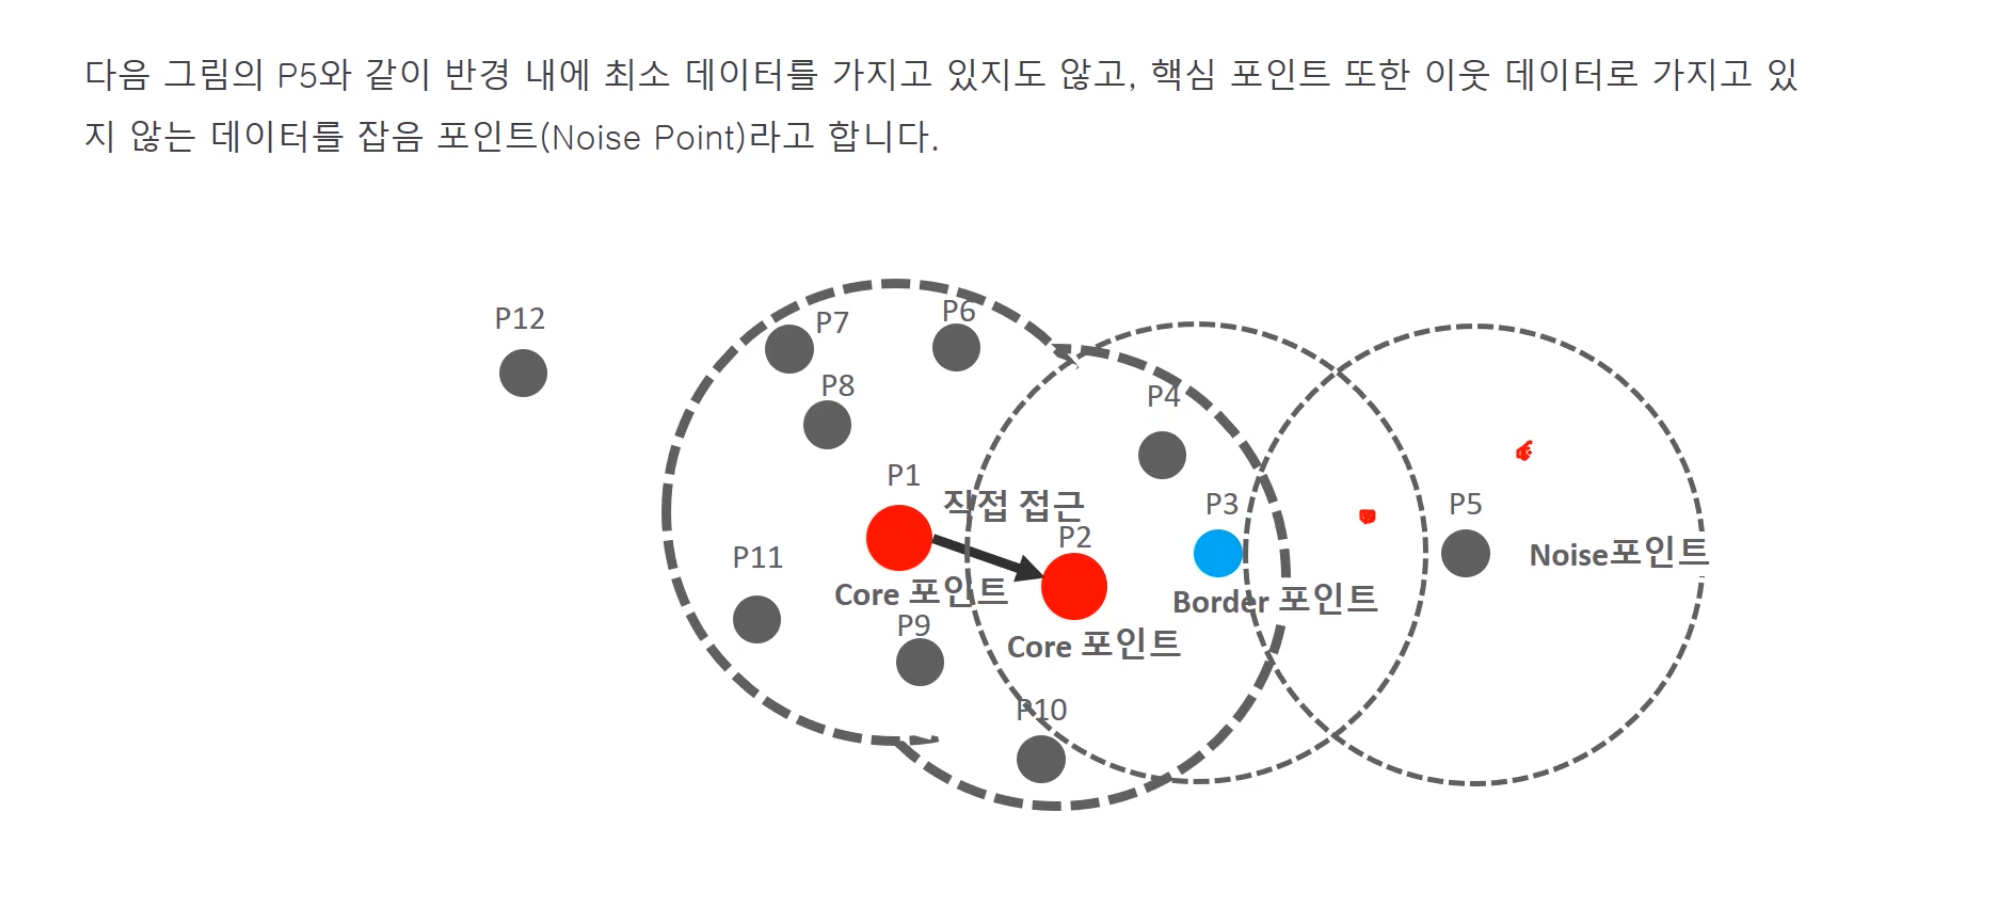 다음 그림의 P5와 같이 반경 내에 최소 데이터를 가지고 있지도 않고, 핵심 포인트 또한 이웃 데이터로 가지고 있
지 않는 데이터를 잡음 포인트(Noise Point)라고 합니다.
P12
P7
P6
P8
P4
P1
직접 접근
P3
P5
P2
P11
Noise포인트
Core 포인트
Border 포인트
P9
Core 포인트
P10